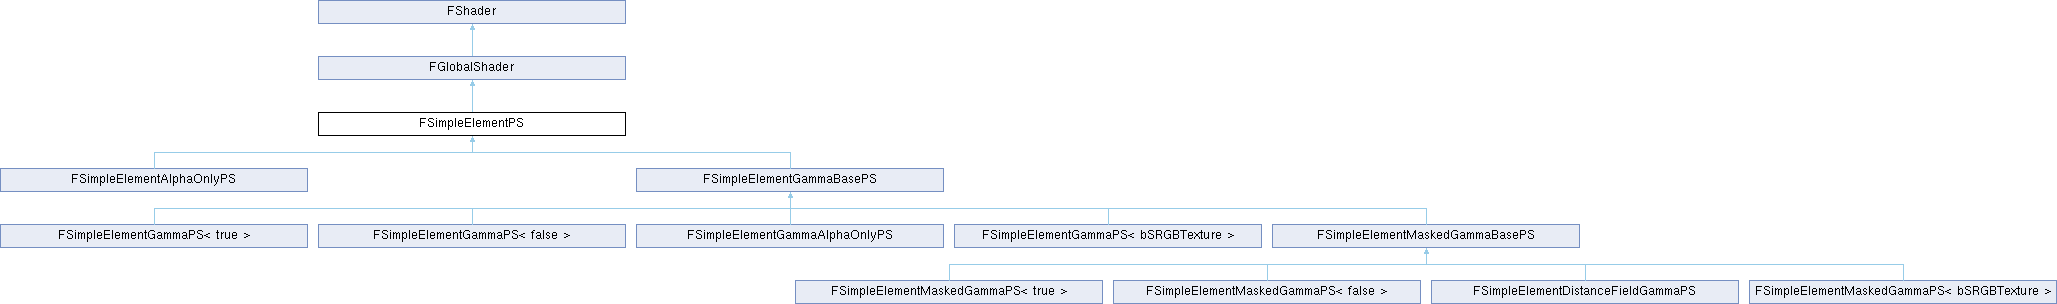 FShader
FGlobalShader
FSimpleElementPS
FSimpleElementAlphaOnlyPS
FSimpleElementGammaBasePS
FSimpleElementGammaPS< true >
FSimpleElementGammaPS< false >
FSimpleElementGammaAlphaOnlyPS
FSimpleElementGammaPS< bSRGBTexture >
FSimpleElementMaskedGammaBasePS
FSimpleElementMaskedGammaPS< true >
FSimpleElementMaskedGammaPS< false >
FSimpleElementDistanceFieldGammaPS
FSimpleElementMaskedGammaPS< bSRGBTexture >